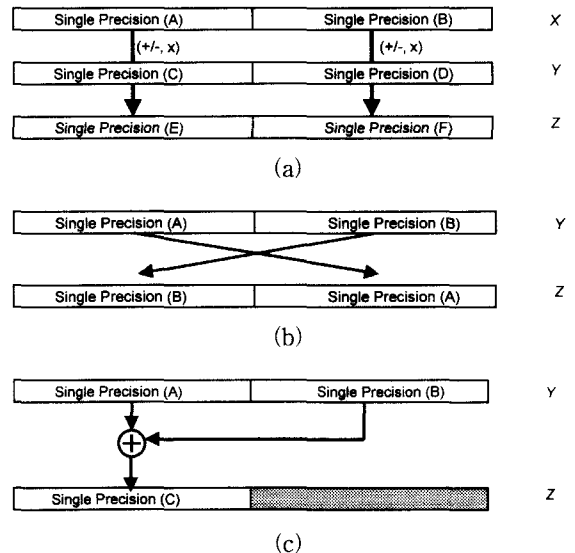 Single Precision (A) Single Precision (B) X
(+/-, x) (+/-, x)
Single Precision (C) Single Precision (D) Y
Single Precision (E) Single Precision (F) Z
(a)
Single Precision (A) Single Precision (B) Y
Single Precision (B) Single Precision (A) Z
(b)
Single Precision (A) Single Precision (B) Y
+
Single Precision (C) Z
(c)